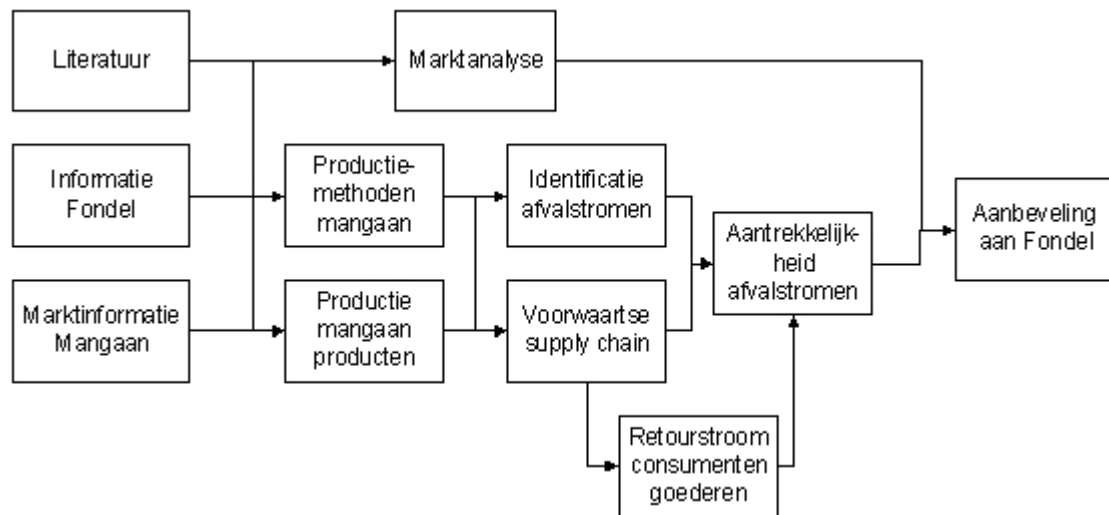 Literatuur
Marktanalyse
Informatie
Fondel
Productie-
methoden
mangaan
Identificatie
afvalstromen
Aanbeveling
aan Fondel
Aantrekkelijk-
heid
afvalstromen
Marktinformatie
Mangaan
Productie
mangaan
producten
Voorwaartse
supply chain
Retourstroom
consumenten
goederen